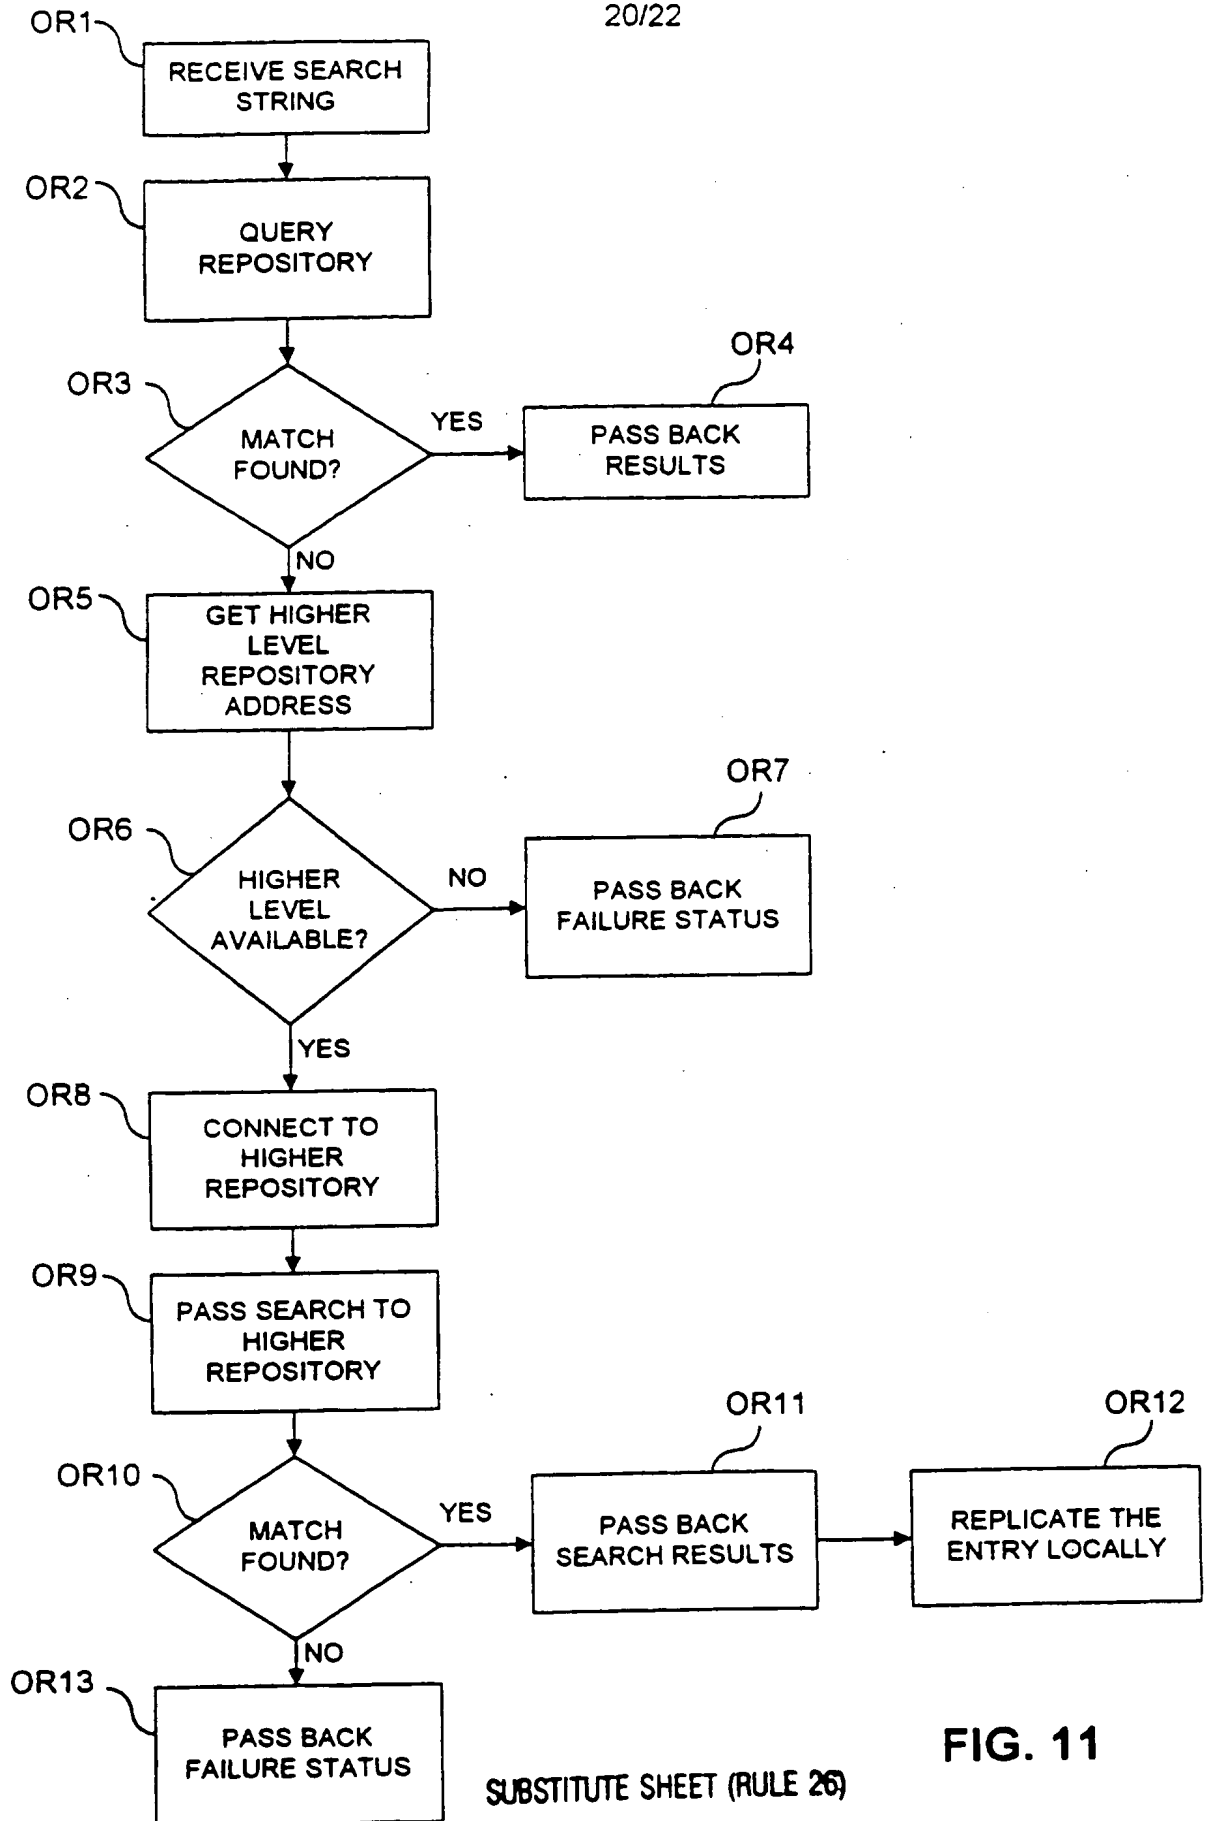 20/22
OR1
RECEIVE SEARCH
STRING
OR2
QUERY
REPOSITORY
OR3
MATCH
FOUND?
YES
OR4
PASS BACK
RESULTS
NO
OR5
GET HIGHER
LEVEL
REPOSITORY
ADDRESS
OR6
HIGHER
LEVEL
AVAILABLE?
NO
OR7
PASS BACK
FAILURE STATUS
YES
OR8
CONNECT TO
HIGHER
REPOSITORY
OR9
PASS SEARCH TO
HIGHER
REPOSITORY
OR10
MATCH
FOUND?
YES
OR11
PASS BACK
SEARCH RESULTS
OR12
REPLICATE THE
ENTRY LOCALLY
NO
OR13
PASS BACK
FAILURE STATUS
FIG. 11
SUBSTITUTE SHEET (RULE 26)